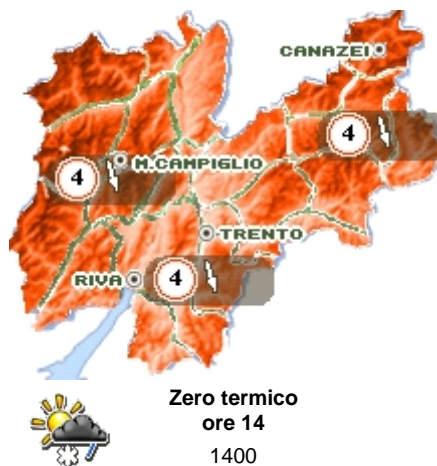 CANAZEI
4
M.CAMPIGLIO
4
TRENTO
RIVA
4
Zero termico
ore 14
1400